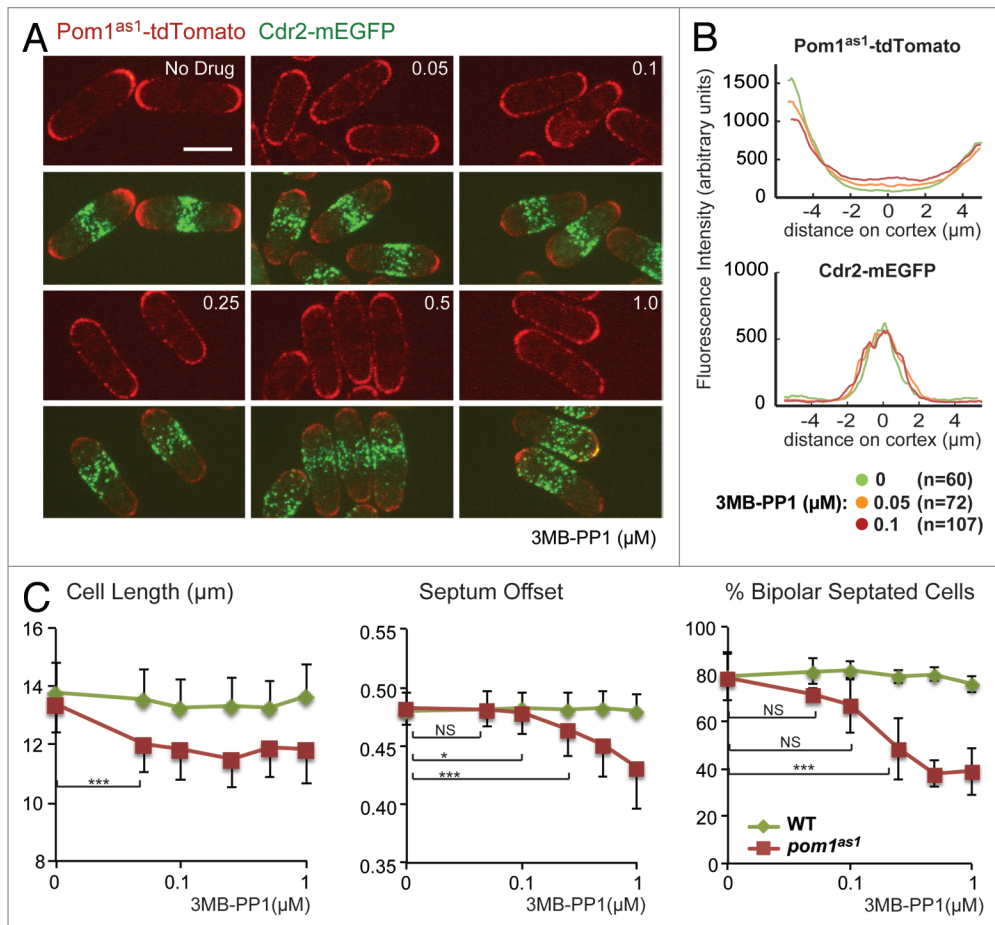 A
Pom1as1-tdTomato Cdr2-mEGFP
No Drug
0.05
0.1
0.25
0.5
1.0
3MB-PP1 (µM)
B
Pom1as1-tdTomato
1500
1000
500
0
-4 -2 0 2 4
distance on cortex (µm)
Cdr2-mEGFP
1000
500
0
-4 -2 0 2 4
distance on cortex (µm)
Fluorescence Intensity (arbitrary units)
3MB-PP1 (µM):
0 (n=60)
0.05 (n=72)
0.1 (n=107)
C
Cell Length (µm)
16
14
12
10
8
***
0 0.1 1
3MB-PP1(µM)
Septum Offset
0.55
0.50
0.45
0.40
0.35
NS
*
***
0 0.1 1
3MB-PP1(µM)
% Bipolar Septated Cells
100
80
60
40
20
0
NS
NS
***
WT
pom1as1
0 0.1 1
3MB-PP1(µM)